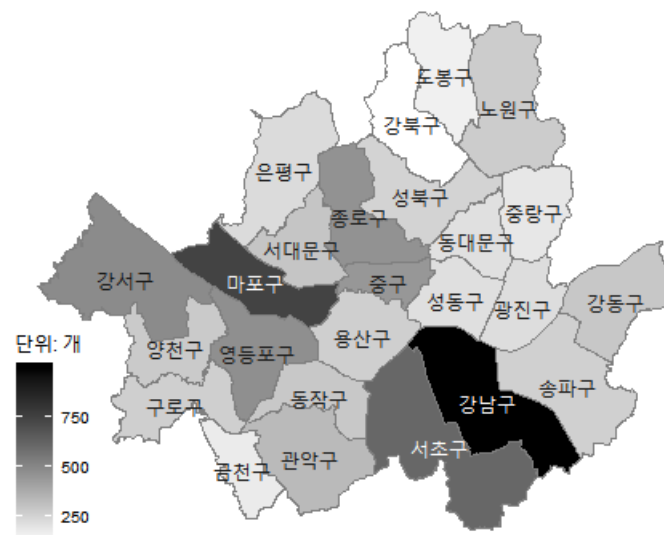 도봉구
노원구
강북구
은평구
성북구
종로구
중랑구
서대문구
동대문구
강서구
마포구
중구
성동구
광진구
강동구
단위: 개
양천구
영등포구
용산구
송파구
750
구로구
동작구
강남구
500
금천구
관악구
서초구
250